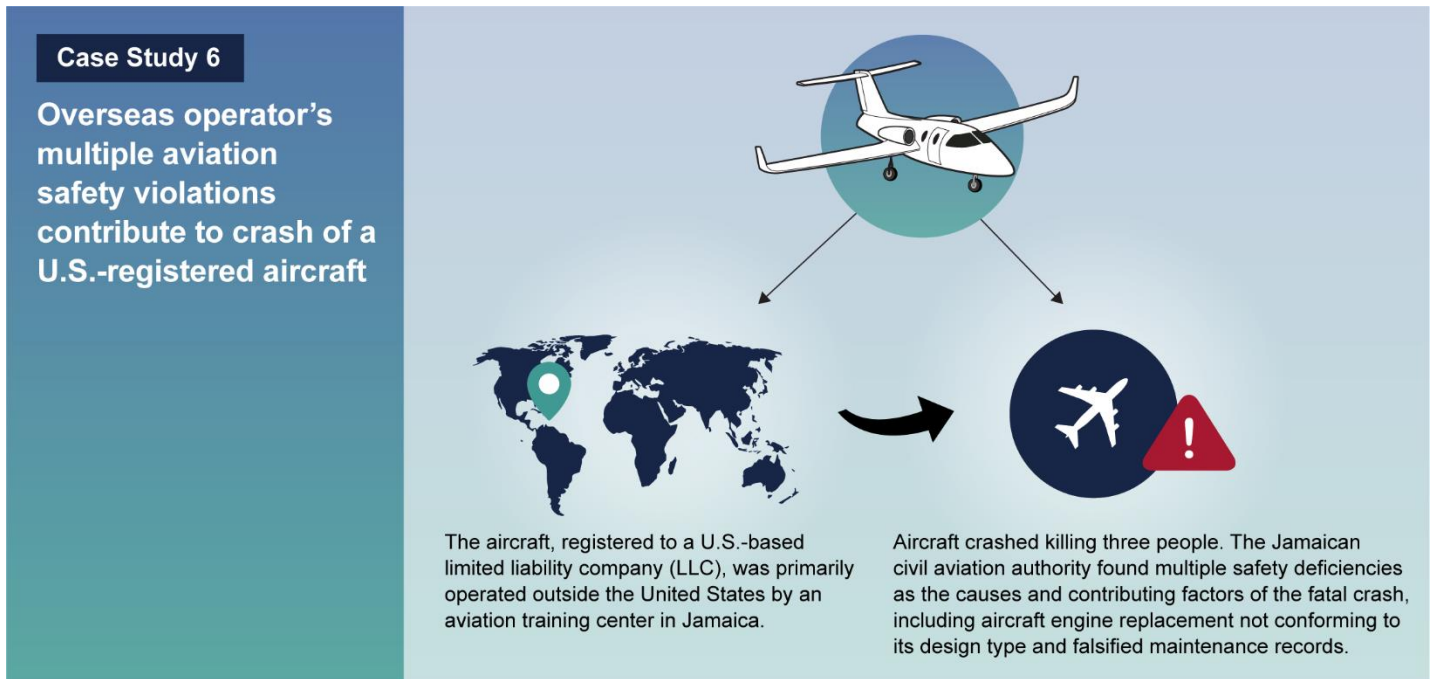 Case Study 6
Overseas operator’s
multiple aviation
safety violations
contribute to crash of a
U.S.-registered aircraft
The aircraft, registered to a U.S.-based
limited liability company (LLC), was primarily
operated outside the United States by an
aviation training center in Jamaica.
Aircraft crashed killing three people. The Jamaican
civil aviation authority found multiple safety deficiencies
as the causes and contributing factors of the fatal crash,
including aircraft engine replacement not conforming to
its design type and falsified maintenance records.